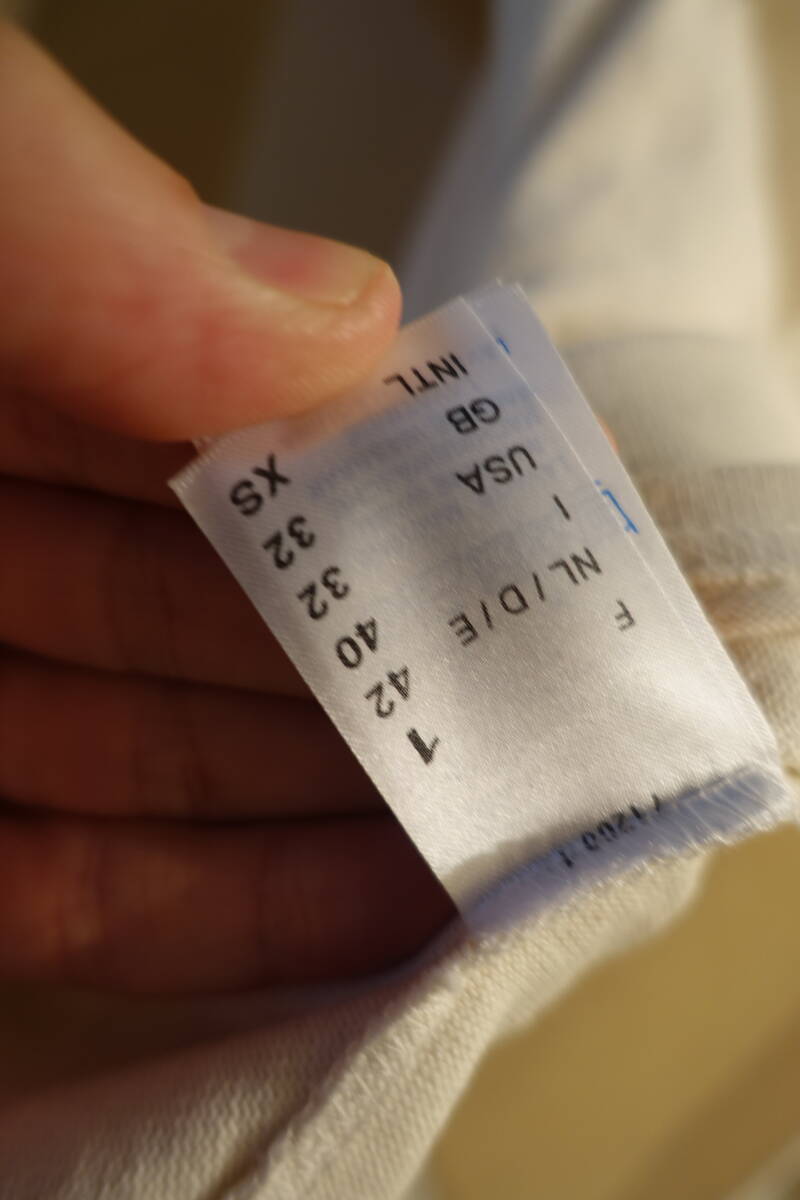 F 1
NL / D / E 42
I 40
USA 32
GB 32
INTL XS